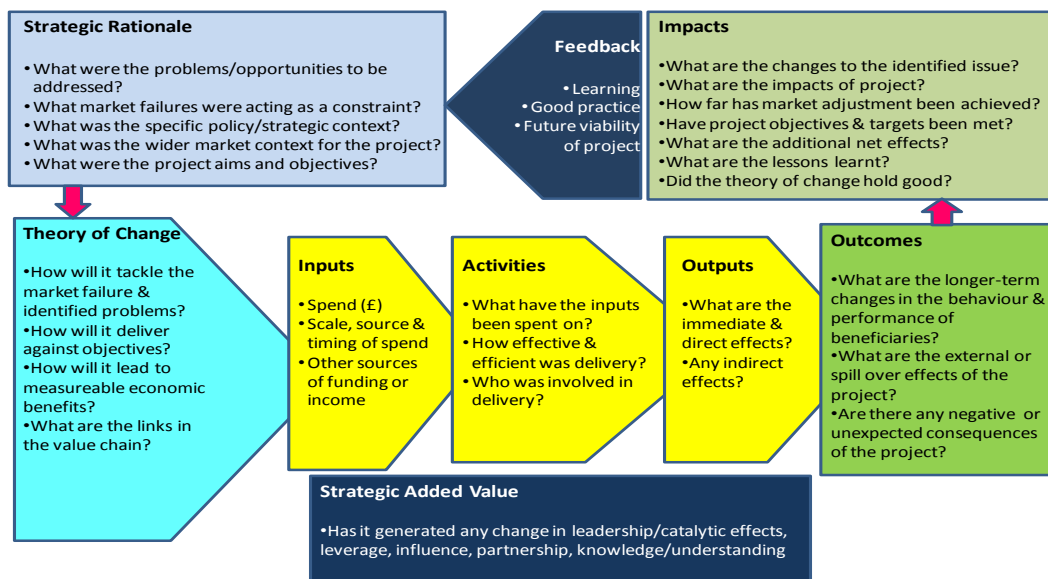 Strategic Rationale
•What were the problems/opportunities to be
addressed?
•What market failures were acting as a constraint?
•What was the specific policy/strategic context?
•What was the wider market context for the project?
•What were the project aims and objectives?
Feedback
•Learning
•Good practice
•Future viability
of project
Impacts
•What are the changes to the identified issue?
•What are the impacts of project?
•How far has market adjustment been achieved?
•Have project objectives & targets been met?
•What are the additional net effects?
•What are the lessons learnt?
•Did the theory of change hold good?
Theory of Change
•How will it tackle the
market failure &
identified problems?
•How will it deliver
against objectives?
•How will it lead to
measureable economic
benefits?
•What are the links in
the value chain?
Inputs
•Spend (£)
•Scale, source &
timing of spend
•Other sources
of funding or
income
Activities
•What have the inputs
been spent on?
•How effective &
efficient was delivery?
•Who was involved in
delivery?
Outputs
•What are the
immediate &
direct effects?
•Any indirect
effects?
Outcomes
•What are the longer-term
changes in the behaviour &
performance of
beneficiaries?
•What are the external or
spill over effects of the
project?
•Are there any negative or
unexpected consequences
of the project?
Strategic Added Value
•Has it generated any change in leadership/catalytic effects,
leverage, influence, partnership, knowledge/understanding